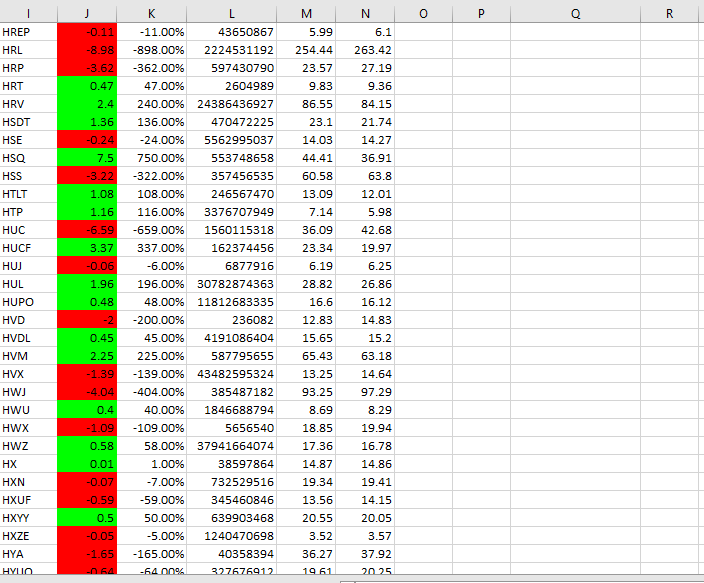 I J K L M N O P Q R
HREP -0.11 -11.00% 43650867 5.99 6.1
HRL -8.98 -898.00% 2224531192 254.44 263.42
HRP -3.62 -362.00% 597430790 23.57 27.19
HRT 0.47 47.00% 2604989 9.83 9.36
HRV 2.4 240.00% 24386436927 86.55 84.15
HSDT 1.36 136.00% 470472225 23.1 21.74
HSE -0.24 -24.00% 5562995037 14.03 14.27
HSQ 7.5 750.00% 553748658 44.41 36.91
HSS -3.22 -322.00% 357456535 60.58 63.8
HTLT 1.08 108.00% 246567470 13.09 12.01
HTP 1.16 116.00% 3376707949 7.14 5.98
HUC -6.59 -659.00% 1560115318 36.09 42.68
HUCF 3.37 337.00% 162374456 23.34 19.97
HUJ -0.06 -6.00% 6877916 6.19 6.25
HUL 1.96 196.00% 30782874363 28.82 26.86
HUPO 0.48 48.00% 11812683335 16.6 16.12
HVD -2 -200.00% 236082 12.83 14.83
HVDL 0.45 45.00% 4191086404 15.65 15.2
HVM 2.25 225.00% 587795655 65.43 63.18
HVX -1.39 -139.00% 43482595324 13.25 14.64
HWJ -4.04 -404.00% 385487182 93.25 97.29
HWU 0.4 40.00% 1846688794 8.69 8.29
HWX -1.09 -109.00% 5656540 18.85 19.94
HWZ 0.58 58.00% 37941664074 17.36 16.78
HX 0.01 1.00% 38597864 14.87 14.86
HXN -0.07 -7.00% 732529516 19.34 19.41
HXUF -0.59 -59.00% 345460846 13.56 14.15
HXYY 0.5 50.00% 639903468 20.55 20.05
HXZE -0.05 -5.00% 1240470698 3.52 3.57
HYA -1.65 -165.00% 40358394 36.27 37.92
HYUO -0.64 -64.00% 327676912 19.61 20.25